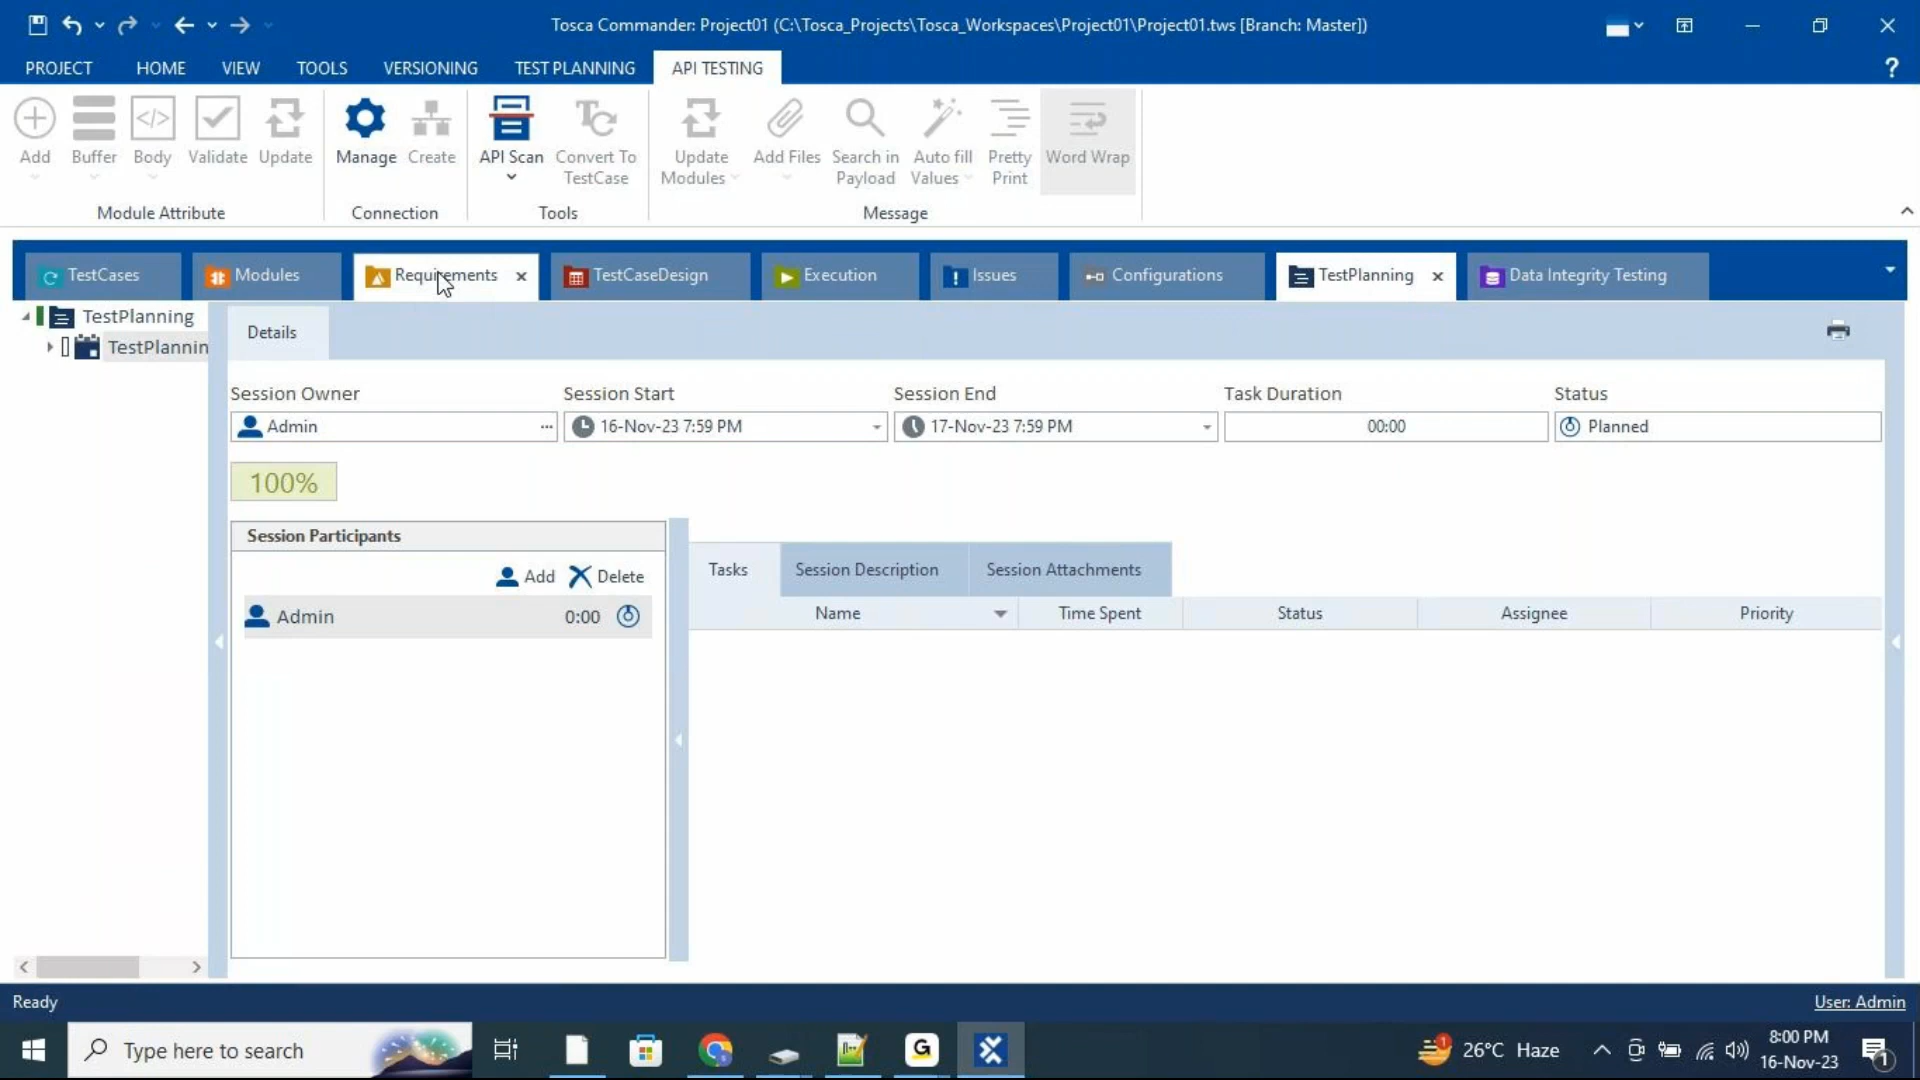 Tosca Commander: Project01 (C:\Tosca_Projects\Tosca_Workspaces\Project01\Project01.tws [Branch: Master])
PROJECT HOME VIEW TOOLS VERSIONING TEST PLANNING API TESTING ?
Add Buffer Body Validate Update Manage Create API Scan Convert To TestCase Update Modules Add Files Search in Payload Auto fill Values Pretty Print Word Wrap
Module Attribute Connection Tools Message
TestCases Modules Requirements TestCaseDesign Execution Issues Configurations TestPlanning Data Integrity Testing
TestPlanning
TestPlannin
Details
Session Owner Session Start Session End Task Duration Status
Admin ... 16-Nov-23 7:59 PM 17-Nov-23 7:59 PM 00:00 Planned
100%
Session Participants
Add Delete
Admin 0:00
Tasks Session Description Session Attachments
Name Time Spent Status Assignee Priority
Ready User: Admin
Type here to search
26°C Haze
8:00 PM
16-Nov-23
1